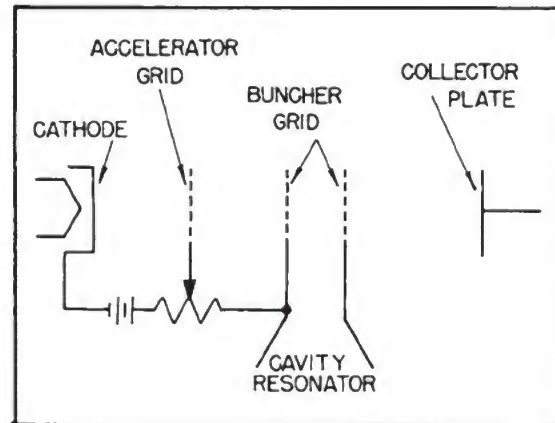 ACCELERATOR
GRID
CATHODE
BUNCHER
GRID
COLLECTOR
PLATE
CAVITY
RESONATOR